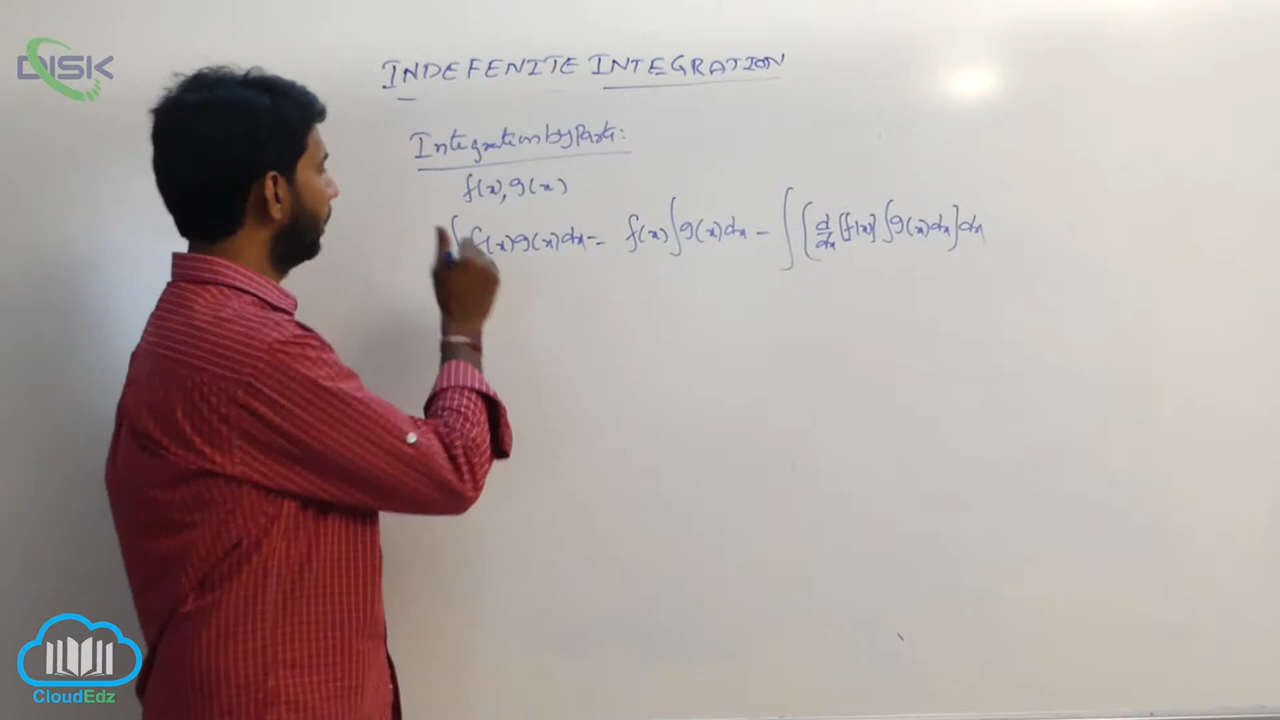 DISK
INDEFENITE INTEGRATION
Integration by Parts:
f(x), g(x)
∫ f(x) g(x) dx = f(x) ∫ g(x) dx - ∫ [d/dx [f(x)] ∫ g(x) dx] dx
CloudEdz